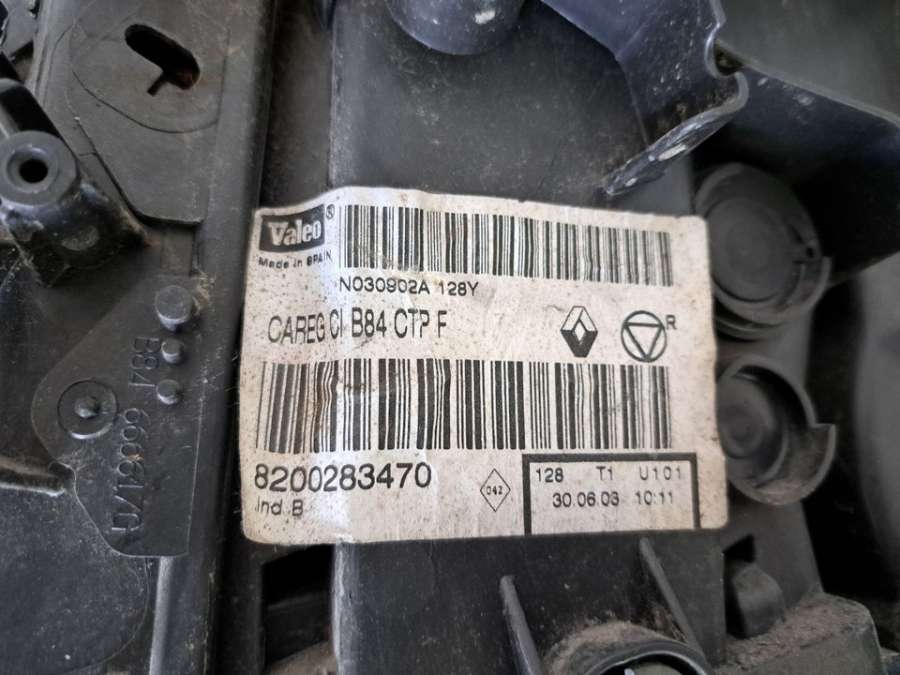 Valeo ®
Made in SPAIN
N030902A 128Y
CAREG CI B84 CTP F
R
8200283470
Ind B
042
128 T1 U101
30.06.03 10:11
B84